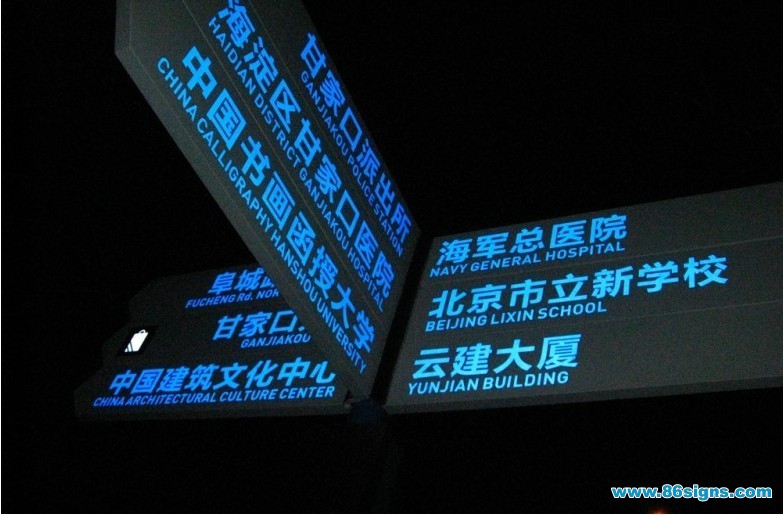 甘家口派出所
GANJIAKOU POLICE STATION
海淀区甘家口医院
HAIDIAN DISTRICT GANJIAKOU HOSPITAL
中国书画函授大学
CHINA CALLIGRAPHY HANSHOU UNIVERSITY
海军总医院
NAVY GENERAL HOSPITAL
北京市立新学校
BEIJING LIXIN SCHOOL
云建大厦
YUNJIAN BUILDING
阜城
FUCHENG Rd.
甘家口
GANJIAKOU
中国建筑文化中心
CHINA ARCHITECTURAL CULTURE CENTER
www.86signs.com